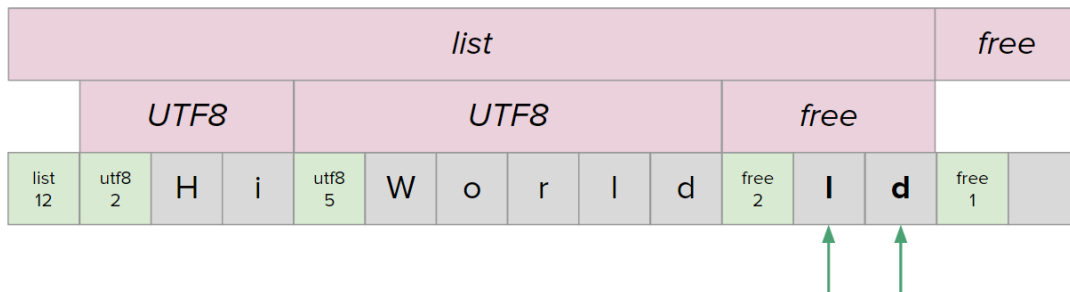 list free
UTF8 UTF8 free
list utf8 H i utf8 W o r l d free l d free
12 2 5 2 1